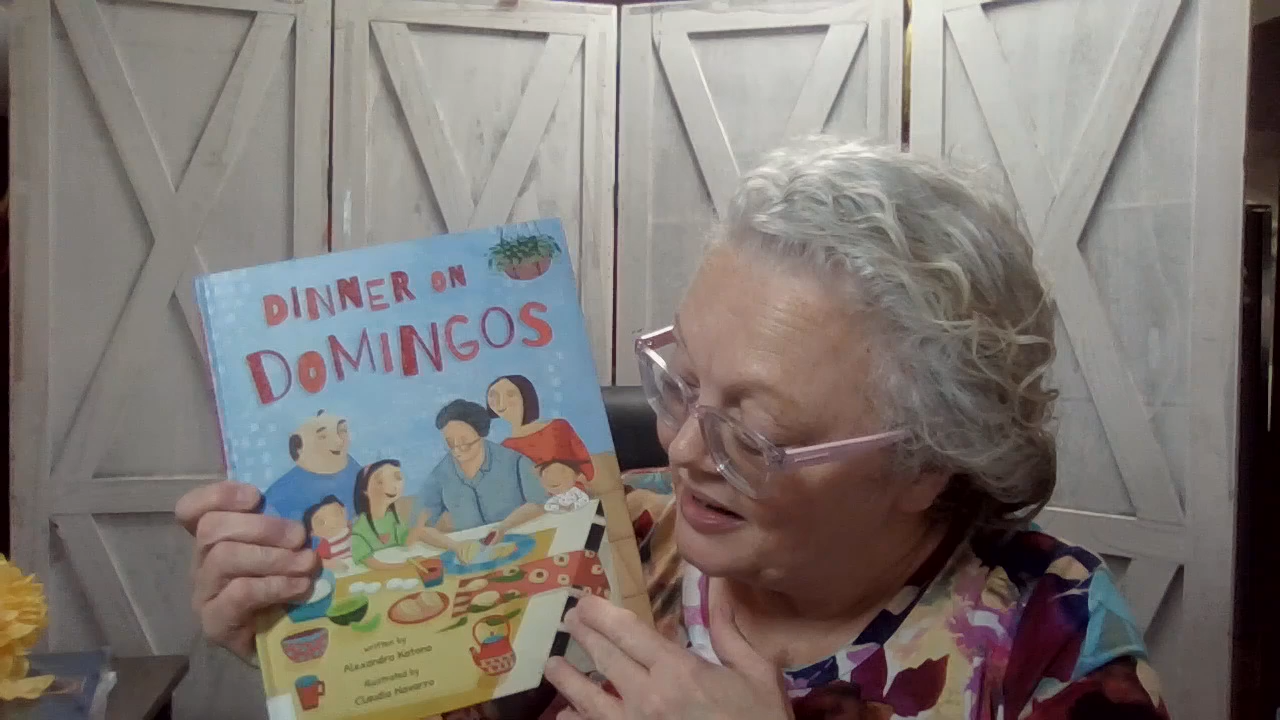 DINNER ON
DOMINGOS
written by
Alexandra Katona
illustrated by
Claudia Navarro